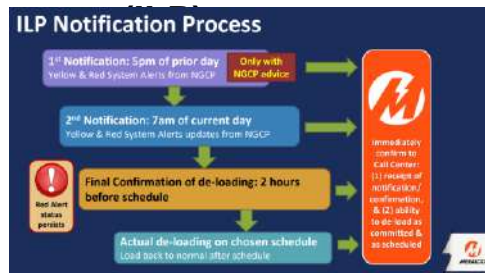 ILP Notification Process
1st Notification: 5pm of prior day
Yellow & Red System Alerts from NGCP
Only with
NGCP advice
2nd Notification: 7am of current day
Yellow & Red System Alerts updates from NGCP
Red Alert
status
persists
Final Confirmation of de-loading: 2 hours
before schedule
Actual de-loading on chosen schedule
Load back to normal after schedule
Immediately
confirm to
Call Center:
(1) receipt of
notification/
confirmation,
& (2) ability
to de-load as
committed &
as scheduled
MERALCO